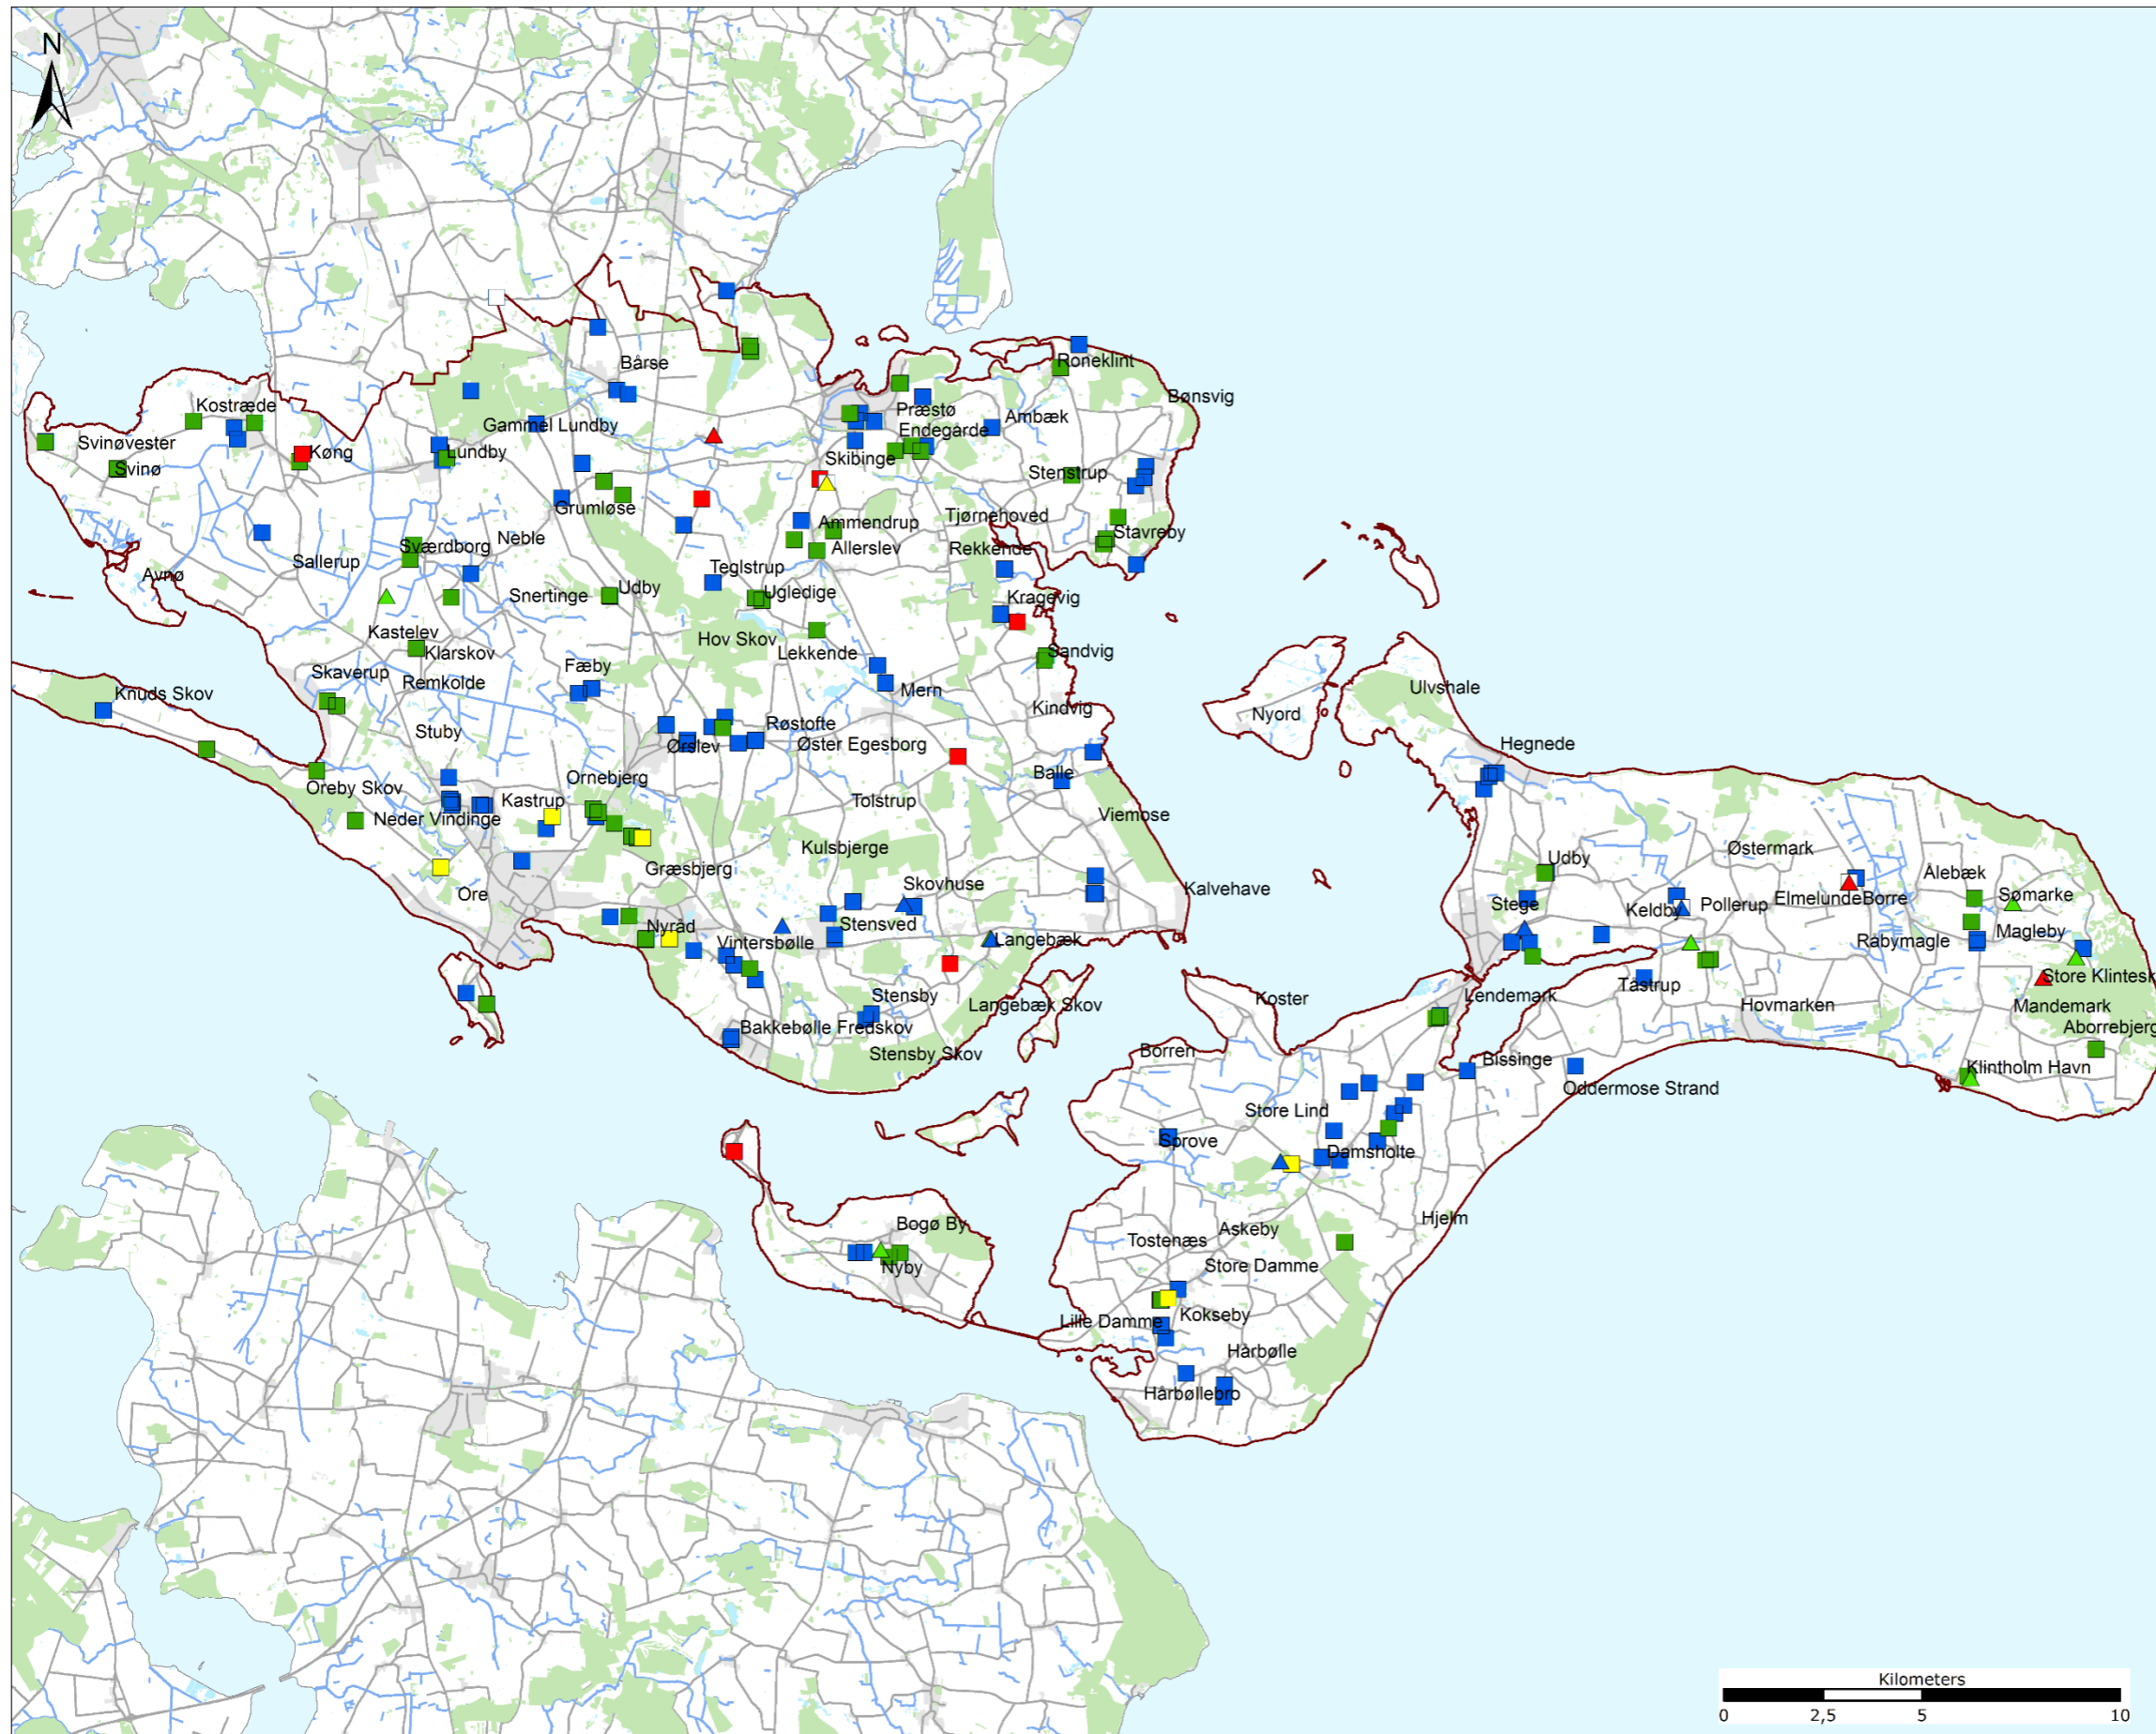 N
Bårse
Roneklint
Bønsvig
Kostræde
Præstø
Ambæk
Gammel Lundby
Endegarde
Svinøvester
Køng
Lundby
Skibinge
Svinø
Stenstrup
Grumløse
Ammendrup
Tjørnehoved
Stavreby
Neble
Sværdborg
Allerslev
Rekkende
Sallerup
Avnø
Teglstrup
Snertinge
Udby
Ugledige
Kragevig
Kastelev
Hov Skov
Klarskov
Lekkende
Sandvig
Fæby
Skaverup
Remkolde
Mern
Ulvshale
Knuds Skov
Kindvig
Nyord
Stuby
Røstofte
Ørslev
Øster Egesborg
Hegnede
Balle
Ornebjerg
Oreby Skov
Kastrup
Tolstrup
Neder Vindinge
Viemose
Kulsbjerge
Østermark
Udby
Græsbjerg
Ålebæk
Skovhuse
Kalvehave
Ore
Sømarke
Elmelunde
Borre
Stege
Pollerup
Keldby
Nyråd
Stensved
Magleby
Vintersbølle
Langebæk
Rabymagle
Store Klintesk
Tåstrup
Stensby
Lendemark
Koster
Langebæk Skov
Hovmarken
Mandemark
Bakkebølle Fredskov
Aborrebjerg
Stensby Skov
Borren
Bissinge
Klintholm Havn
Oddermose Strand
Store Lind
Sprove
Damsholte
Hjelm
Bogø By
Askeby
Tostenæs
Store Damme
Nyby
Kokseby
Lille Damme
Hårbølle
Hårbøllebro
Kilometers
0 2,5 5 10